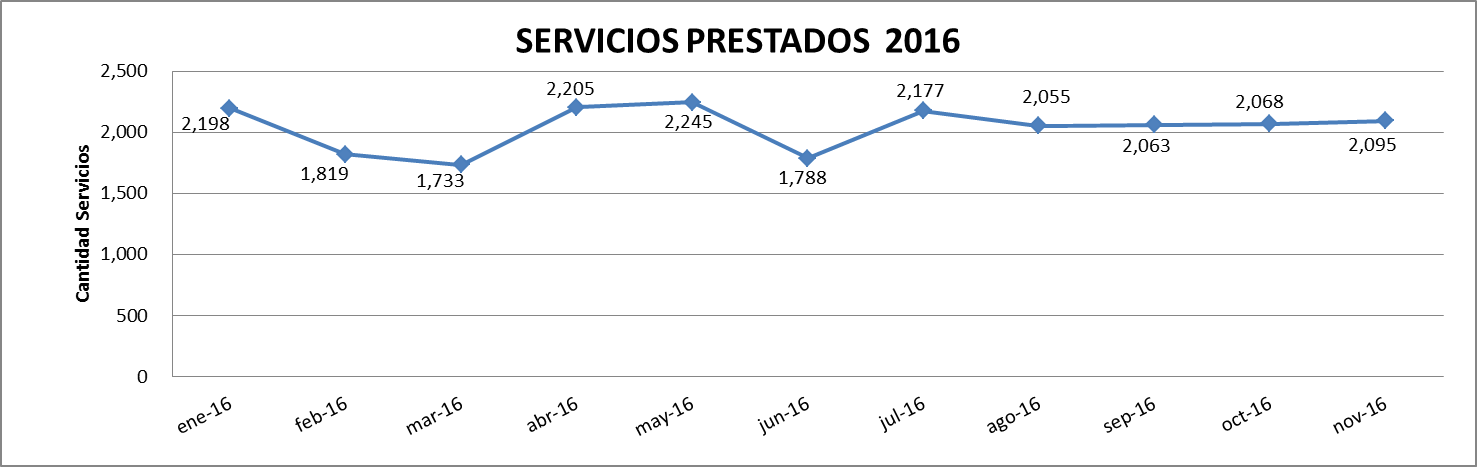 SERVICIOS PRESTADOS 2016
Cantidad Servicios
2,500
2,000
1,500
1,000
500
0
2,198
1,819
1,733
2,205
2,245
1,788
2,177
2,055
2,063
2,068
2,095
ene-16
feb-16
mar-16
abr-16
may-16
jun-16
jul-16
ago-16
sep-16
oct-16
nov-16